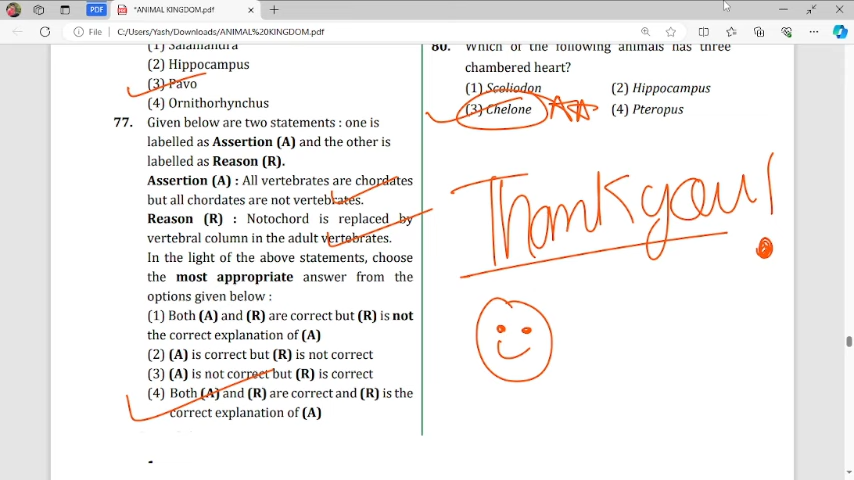 PDF
*ANIMAL KINGDOM.pdf
File
C:/Users/Yash/Downloads/ANIMAL%20KINGDOM.pdf
(1) Salamandra
(2) Hippocampus
(3) Pavo
(4) Ornithorhynchus
77. Given below are two statements : one is
labelled as Assertion (A) and the other is
labelled as Reason (R).
Assertion (A) : All vertebrates are chordates
but all chordates are not vertebrates.
Reason (R) : Notochord is replaced by
vertebral column in the adult vertebrates.
In the light of the above statements, choose
the most appropriate answer from the
options given below :
(1) Both (A) and (R) are correct but (R) is not
the correct explanation of (A)
(2) (A) is correct but (R) is not correct
(3) (A) is not correct but (R) is correct
(4) Both (A) and (R) are correct and (R) is the
correct explanation of (A)
80. Which of the following animals has three
chambered heart?
(1) Scoliodon (2) Hippocampus
(3) Chelone (4) Pteropus
Thank you!